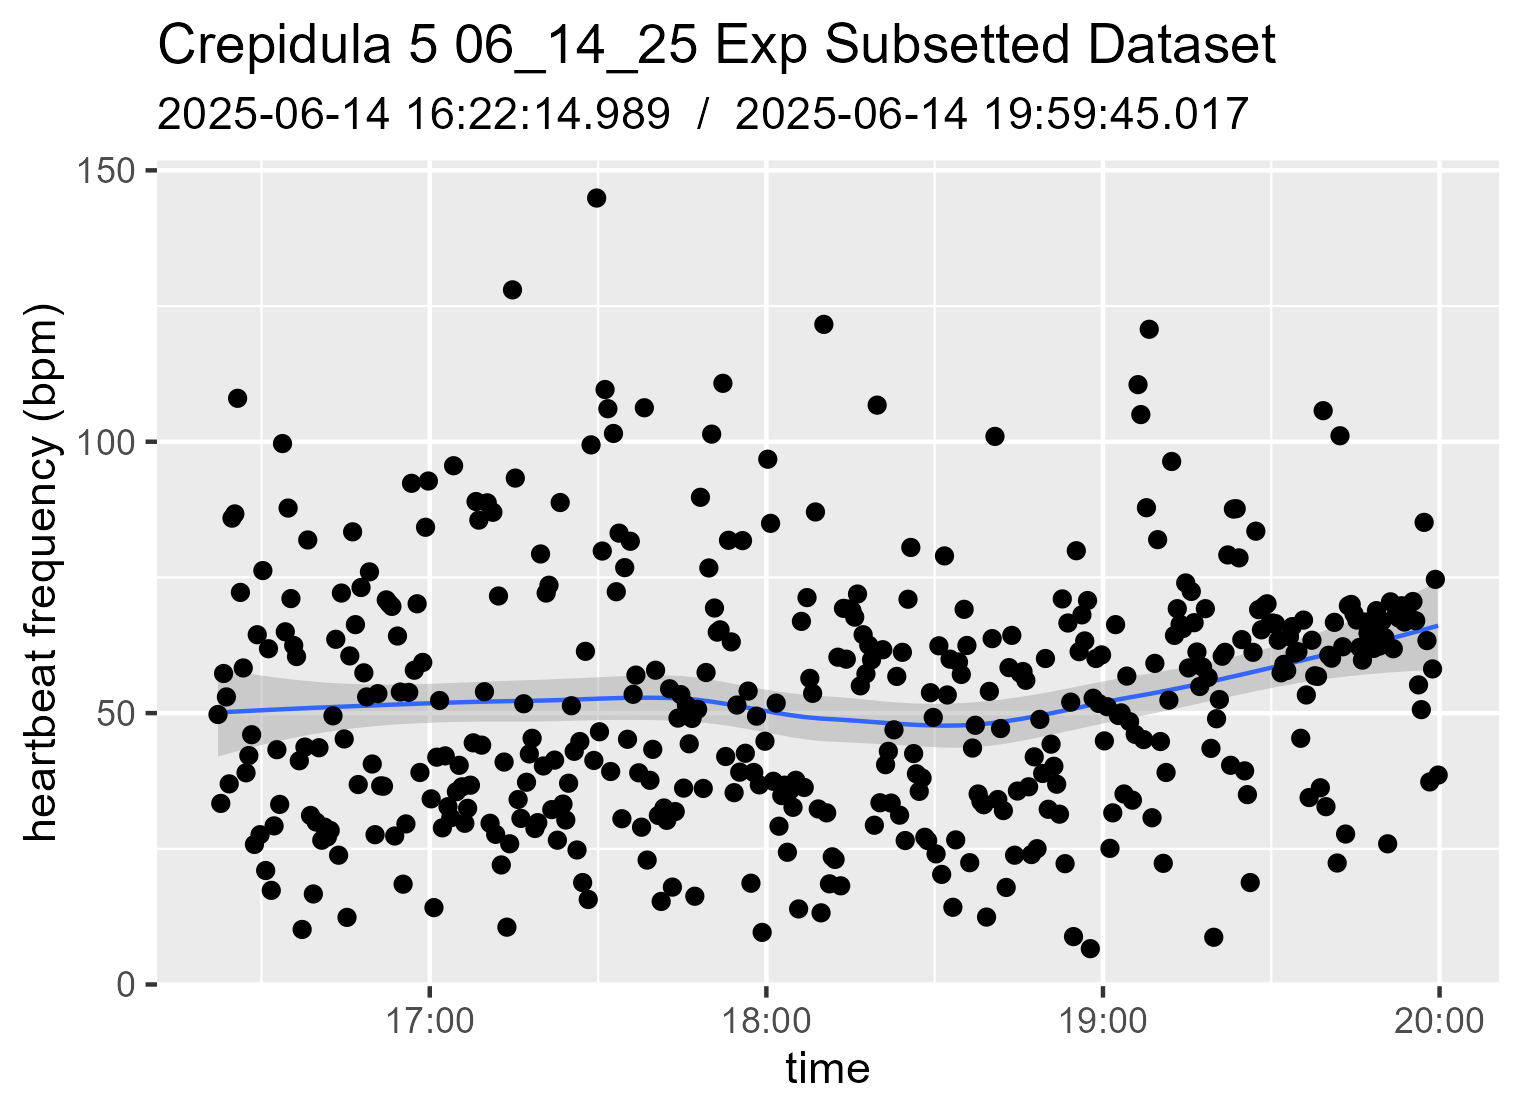 Crepidula 5 06_14_25 Exp Subsetted Dataset
2025-06-14 16:22:14.989 / 2025-06-14 19:59:45.017
heartbeat frequency (bpm)
150
100
50
0
17:00 18:00 19:00 20:00
time